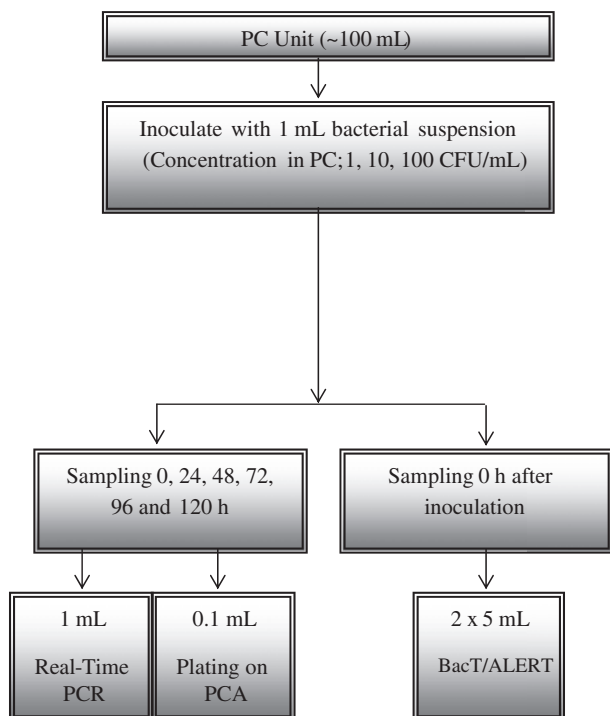 PC Unit (~100 mL)
Inoculate with 1 mL bacterial suspension
(Concentration in PC;1, 10, 100 CFU/mL)
Sampling 0, 24, 48, 72,
96 and 120 h
Sampling 0 h after
inoculation
1 mL
Real-Time
PCR
0.1 mL
Plating on
PCA
2 x 5 mL
BacT/ALERT